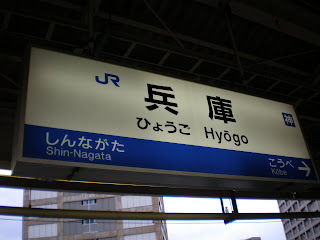 JR 兵庫 神
ひょうご Hyōgo
しんながた こうべ
Shin-Nagata Kōbe →